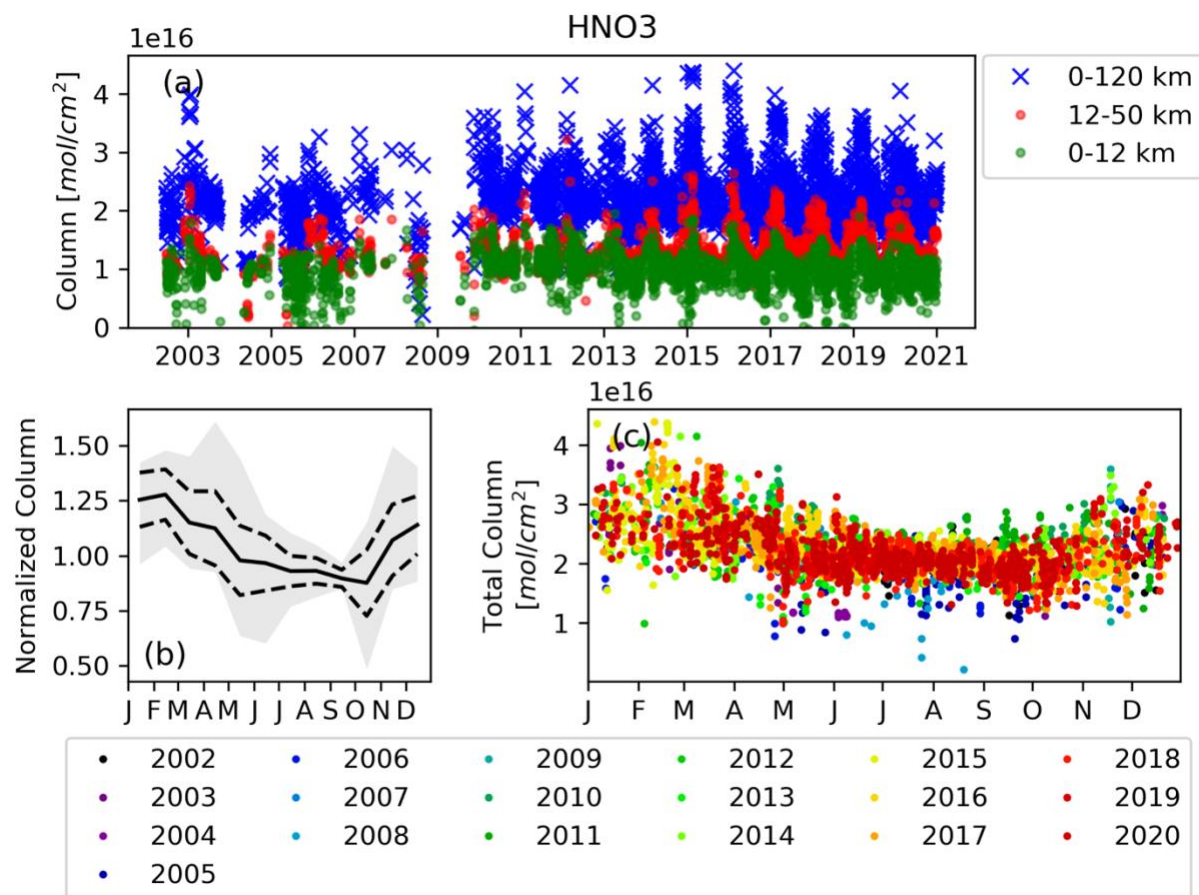 HNO3
1e16
(a)
Column [mol/cm²]
4
3
2
1
0
2003 2005 2007 2009 2011 2013 2015 2017 2019 2021
0-120 km
12-50 km
0-12 km
Normalized Column
1.50
1.25
1.00
0.75
0.50
(b)
J F M A M J J A S O N D
1e16
(c)
Total Column
[mol/cm²]
4
3
2
1
J F M A M J J A S O N D
2002 2006 2009 2012 2015 2018
2003 2007 2010 2013 2016 2019
2004 2008 2011 2014 2017 2020
2005